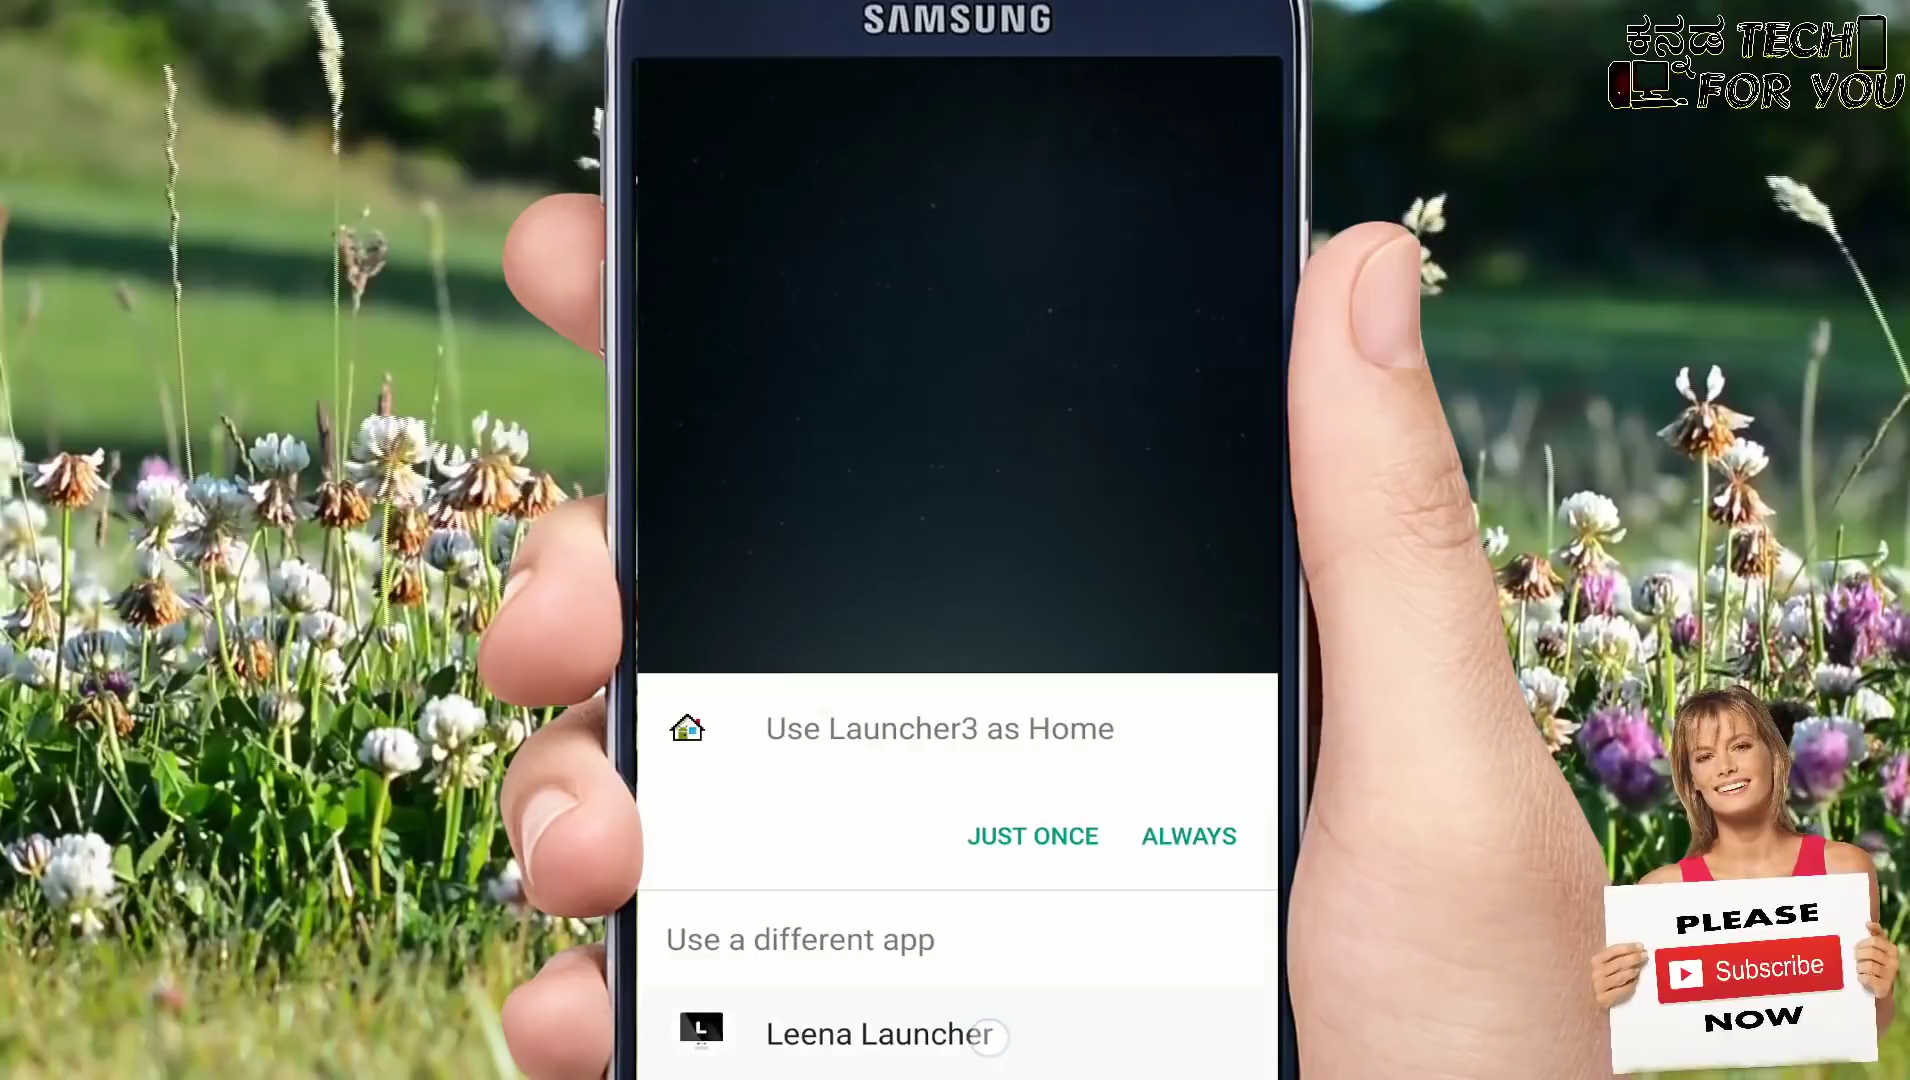 SAMSUNG
ಕನ್ನಡ TECH
FOR YOU
Use Launcher3 as Home
JUST ONCE
ALWAYS
Use a different app
L
Leena Launcher
PLEASE
Subscribe
NOW